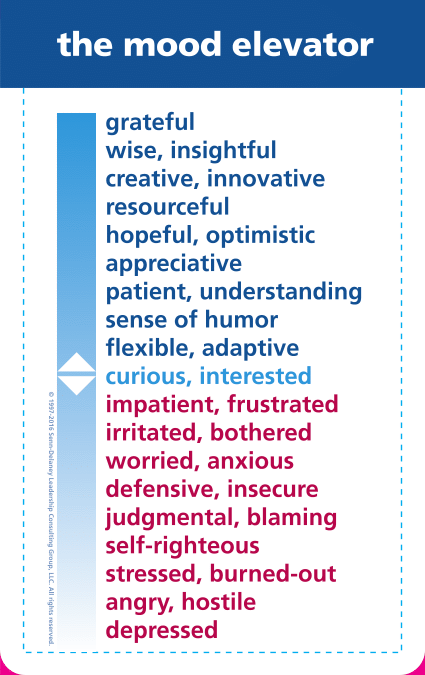 the mood elevator
grateful
wise, insightful
creative, innovative
resourceful
hopeful, optimistic
appreciative
patient, understanding
sense of humor
flexible, adaptive
curious, interested
impatient, frustrated
irritated, bothered
worried, anxious
defensive, insecure
judgmental, blaming
self-righteous
stressed, burned-out
angry, hostile
depressed
© 1997-2016 Senn-Delaney Leadership Consulting Group, LLC. All rights reserved.